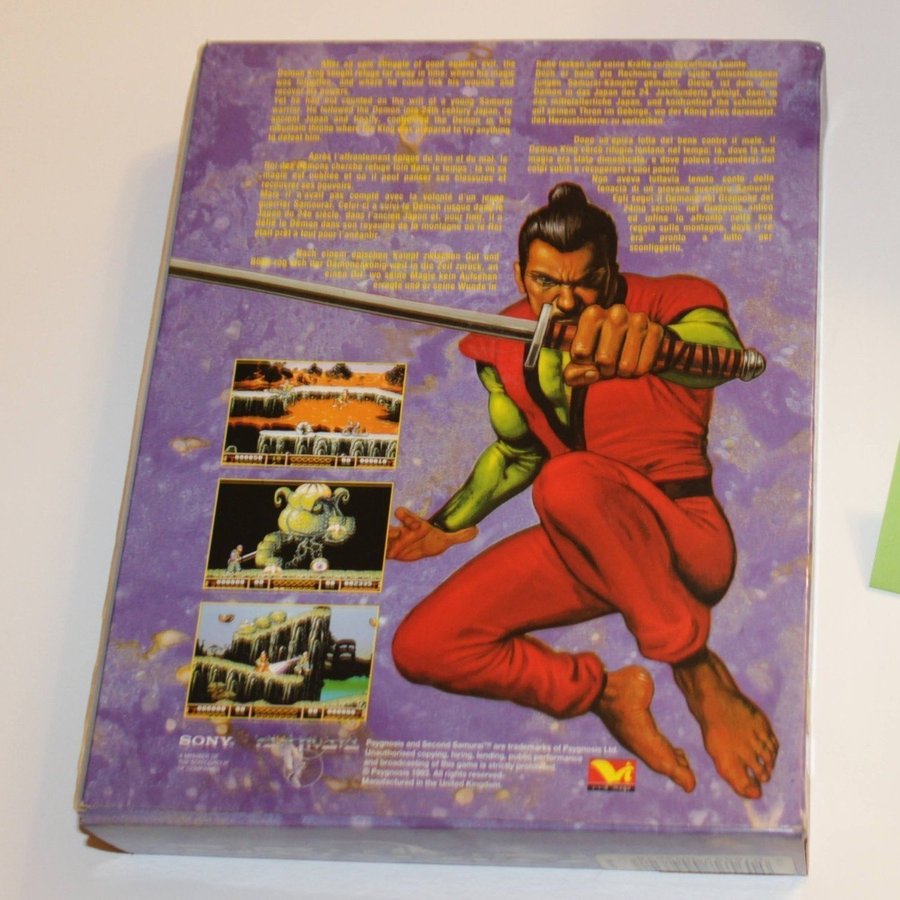 After an epic struggle of good against evil, the
Demon King sought refuge far away in time, where his magic
was forgotten, and where he could lick his wounds and
recover his powers.
Yet he had not counted on the will of a young Samurai
warrior. He followed the Demon to 24th century Japan, to
ancient Japan and finally, confronted the Demon in his
mountain throne where the King prepared to try anything
to defeat him.
Après l'affrontement épique du bien et du mal, le
Roi des Démons cherche refuge loin dans le temps : là où sa
magie est oubliée et où il peut panser ses blessures et
recouvrer ses pouvoirs.
Mais il n'avait pas compté avec la volonté d'un jeune
guerrier Samouraï. Celui-ci a suivi le Démon jusque dans le
Japon du 24e siècle, dans l'ancien Japon et, pour finir, il a
le Démon dans son royaume de la montagne où le Roi
était prêt à tout pour l'anéantir.
Nach einem epischen Kampf zwischen Gut und
Böse zog sich der Dämonenkönig weit in die Zeit zurück, an
einen Ort, wo seine Magie kein Aufsehen
erregte und er seine Wunde in
Ruhe lecken und seine Kräfte zurückgewinnen konnte.
Doch er hatte die Rechnung ohne den entschlossenen
jungen Samurai-Kämpfer gemacht. Dieser ist dem
Dämon in das Japan des 24. Jahrhunderts gefolgt, dann in
das mittelalterliche Japan, und konfrontiert ihn schließlich
auf seinem Thron im Gebirge, wo der König alles daransetzt,
den Herausforderer zu vertreiben.
Dopo un'epica lotta del bene contro il male, il
Demon King cercò rifugio lontano nel tempo, là, dove la sua
magia era stata dimenticata, e dove poteva riprendersi dai
colpi subiti e recuperare i suoi poteri.
Non aveva tuttavia tenuto conto della
tenacia di un giovane guerriero Samurai.
Egli seguì il Demone nel Giappone del
24mo secolo, nel Giappone antico
ed infine lo affrontò nella sua
reggia sulla montagna, dove il re
era pronto a tutto per
sconfiggerlo.
SONY
A MEMBER OF
THE SONY GROUP
OF COMPANIES
Psygnosis and Second Samurai™ are trademarks of Psygnosis Ltd.
Unauthorised copying, hiring, lending, public performance
and broadcasting of this game is strictly prohibited.
© Psygnosis 1993. All rights reserved.
Manufactured in the United Kingdom.